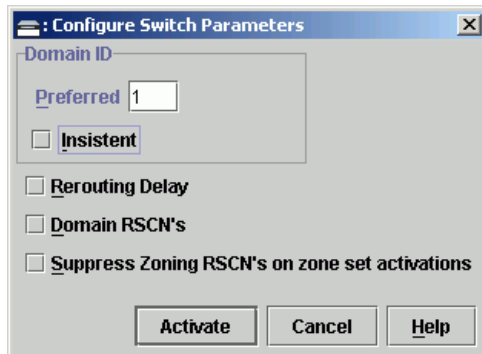 : Configure Switch Parameters
Domain ID
Preferred 1
Insistent
Rerouting Delay
Domain RSCN's
Suppress Zoning RSCN's on zone set activations
Activate Cancel Help